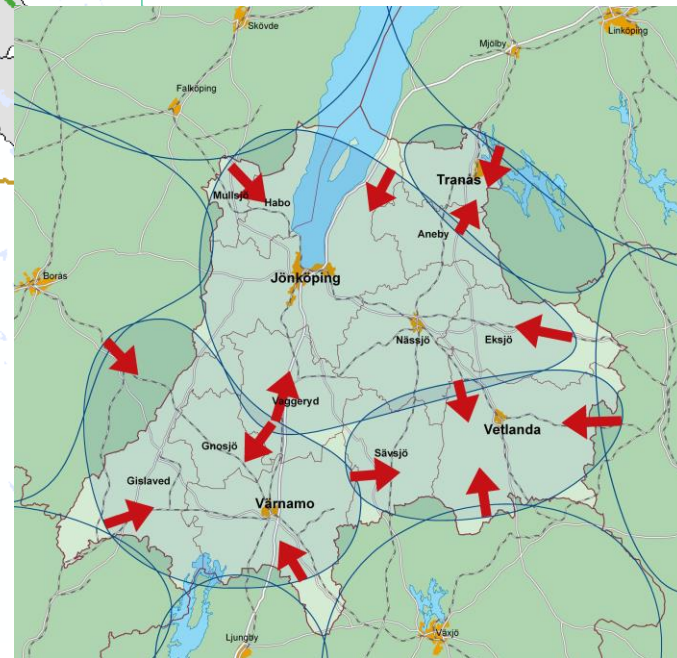 Skövde
Linköping
Mjölby
Falköping
Tranås
Mullsjö
Habo
Aneby
Borås
Jönköping
Nässjö
Eksjö
Vaggeryd
Vetlanda
Gnosjö
Sävsjö
Gislaved
Värnamo
Ljungby
Växjö